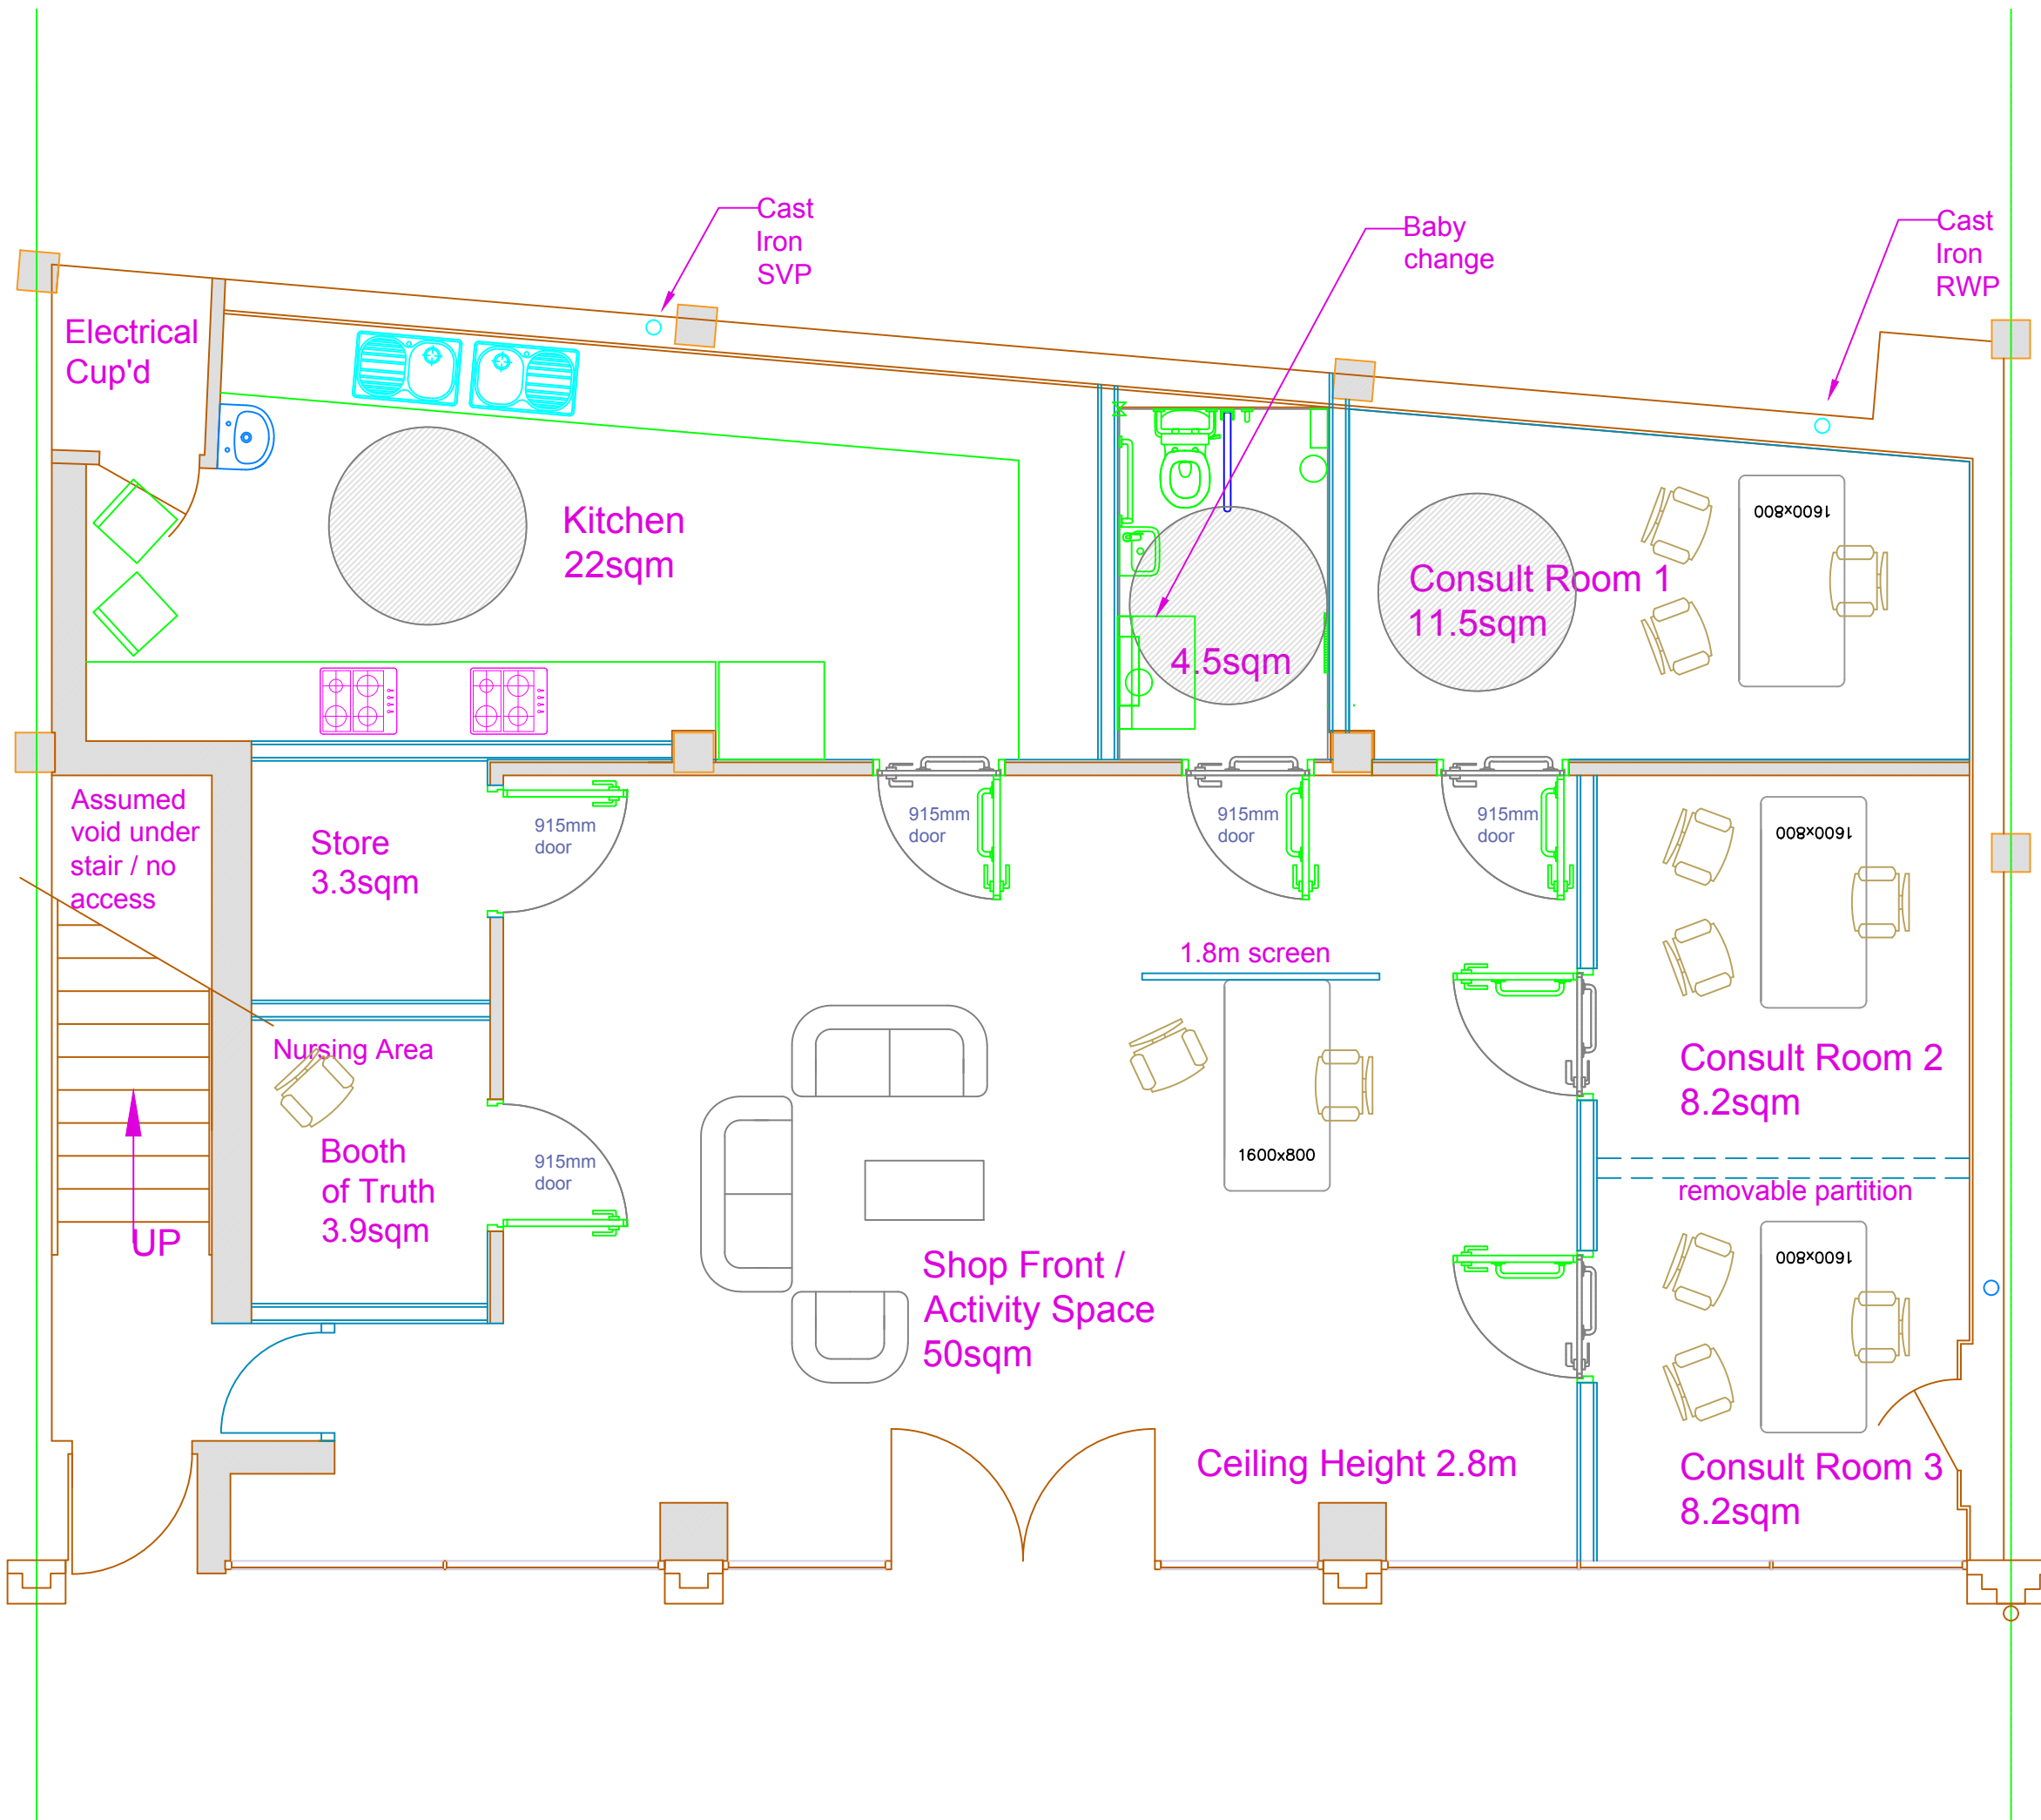 Cast
Iron
SVP
Baby
change
Cast
Iron
RWP
Electrical
Cup'd
Kitchen
22sqm
4.5sqm
Consult Room 1
11.5sqm
1600x800
Assumed
void under
stair / no
access
UP
Store
3.3sqm
915mm
door
915mm
door
915mm
door
915mm
door
1600x800
Consult Room 2
8.2sqm
1.8m screen
1600x800
Nursing Area
Booth
of Truth
3.9sqm
915mm
door
removable partition
1600x800
Shop Front /
Activity Space
50sqm
Ceiling Height 2.8m
Consult Room 3
8.2sqm